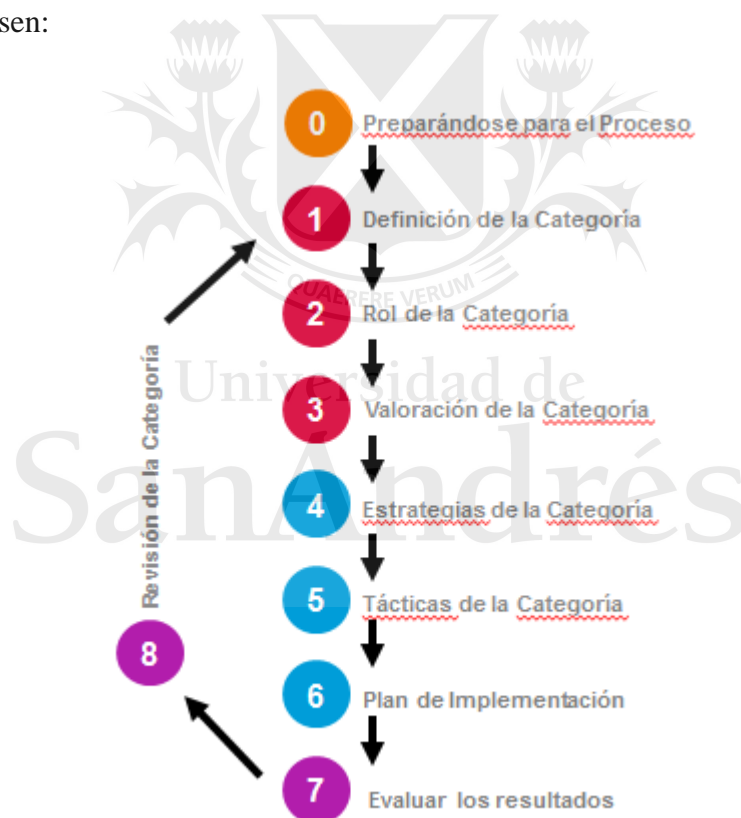 sen:
0 Preparándose para el Proceso
1 Definición de la Categoría
QUAERERE VERUM
2 Rol de la Categoría
Universidad de
3 Valoración de la Categoría
SanAndrés
4 Estrategias de la Categoría
5 Tácticas de la Categoría
6 Plan de Implementación
7 Evaluar los resultados
8
Revisión de la Categoría